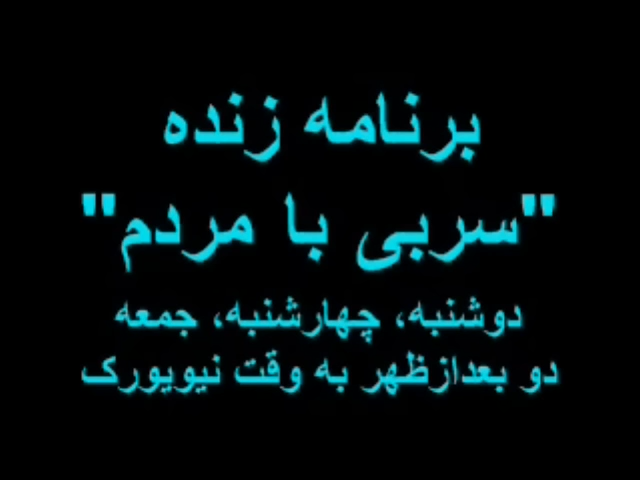 برنامه زنده
"سربی با مردم"
دوشنبه، چهارشنبه، جمعه
دو بعدازظهر به وقت نیویورک